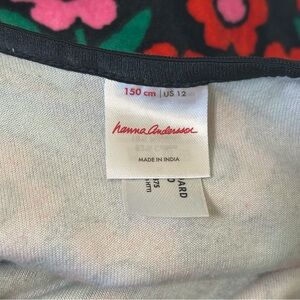 150 cm | US 12
hanna andersson
MADE IN INDIA